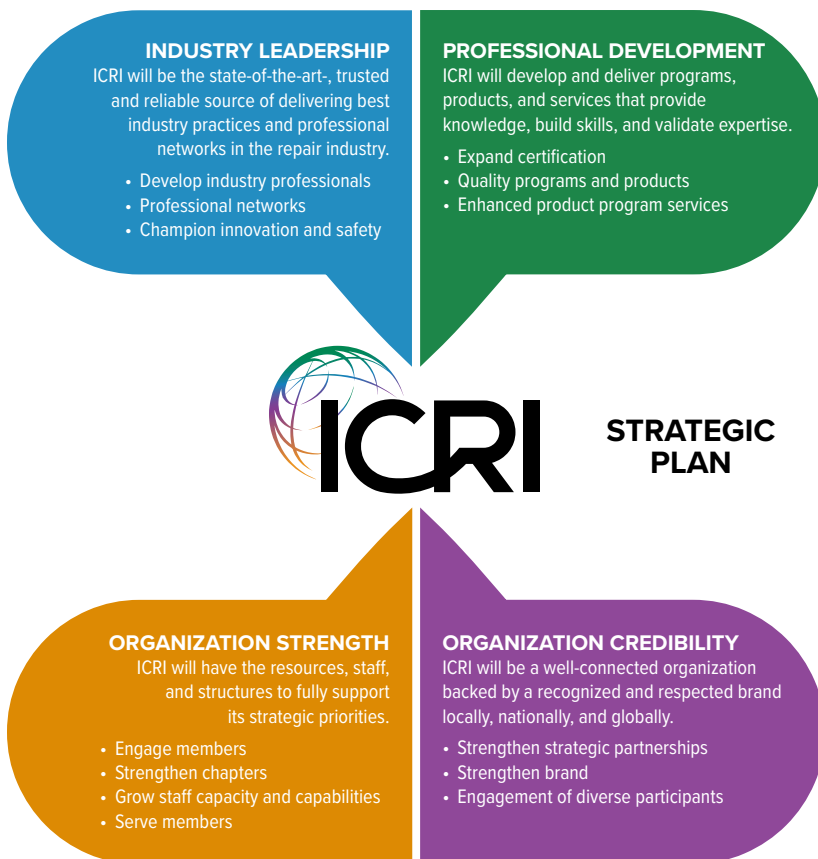 INDUSTRY LEADERSHIP
ICRI will be the state-of-the-art-, trusted
and reliable source of delivering best
industry practices and professional
networks in the repair industry.
• Develop industry professionals
• Professional networks
• Champion innovation and safety
PROFESSIONAL DEVELOPMENT
ICRI will develop and deliver programs,
products, and services that provide
knowledge, build skills, and validate expertise.
• Expand certification
• Quality programs and products
• Enhanced product program services
ICRI
STRATEGIC
PLAN
ORGANIZATION STRENGTH
ICRI will have the resources, staff,
and structures to fully support
its strategic priorities.
• Engage members
• Strengthen chapters
• Grow staff capacity and capabilities
• Serve members
ORGANIZATION CREDIBILITY
ICRI will be a well-connected organization
backed by a recognized and respected brand
locally, nationally, and globally.
• Strengthen strategic partnerships
• Strengthen brand
• Engagement of diverse participants